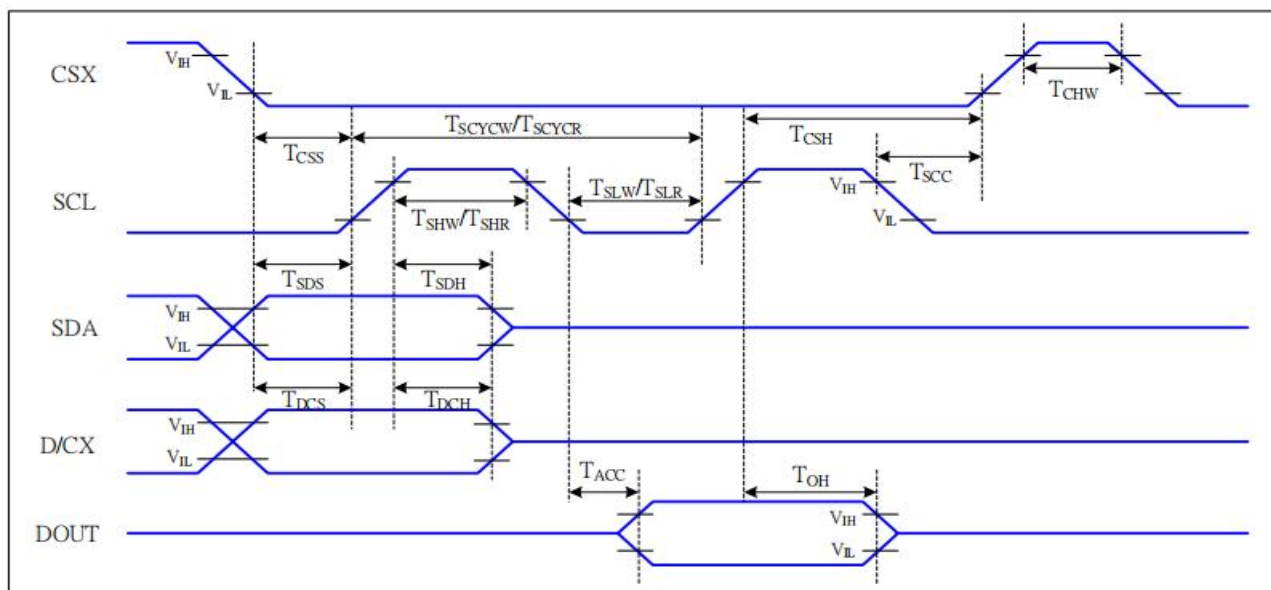 CSX
VIH
VIL
TCHW
TSCYCW/TSCYCR
TCSS
TCSH
TSCC
SCL
TSHW/TSHR
TSLW/TSLR
VIH
VIL
TSDS
TSDH
SDA
VIH
VIL
TDCS
TDCH
D/CX
VIH
VIL
TACC
TOH
DOUT
VIH
VIL